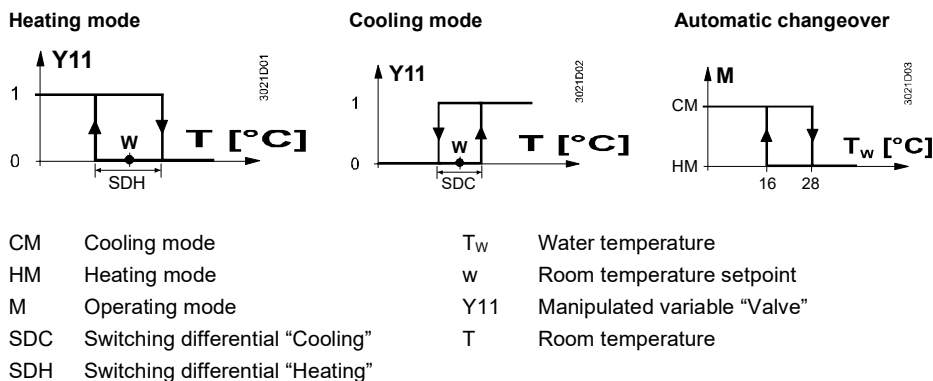 Heating mode
Cooling mode
Automatic changeover
Y11
3021D01
1
w
T [°C]
0
SDH
Y11
3021D02
1
w
T [°C]
0
SDC
M
3021D03
CM
Tw [°C]
HM
16
28
CM Cooling mode
HM Heating mode
M Operating mode
SDC Switching differential “Cooling”
SDH Switching differential “Heating”
TW Water temperature
w Room temperature setpoint
Y11 Manipulated variable “Valve”
T Room temperature